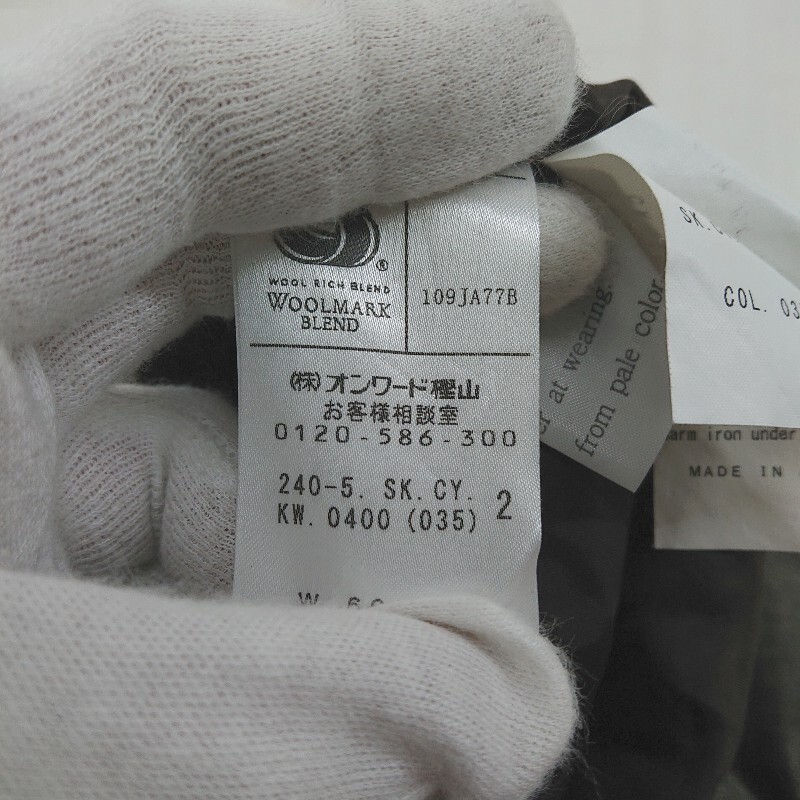 ®
WOOL RICH BLEND
WOOLMARK
BLEND
109JA77B
(株)オンワード樫山
お客様相談室
0120-586-300
240-5. SK.CY. 2
KW. 0400 (035)
W
at wearing.
from pale color
COL. 03
iron under
MADE IN